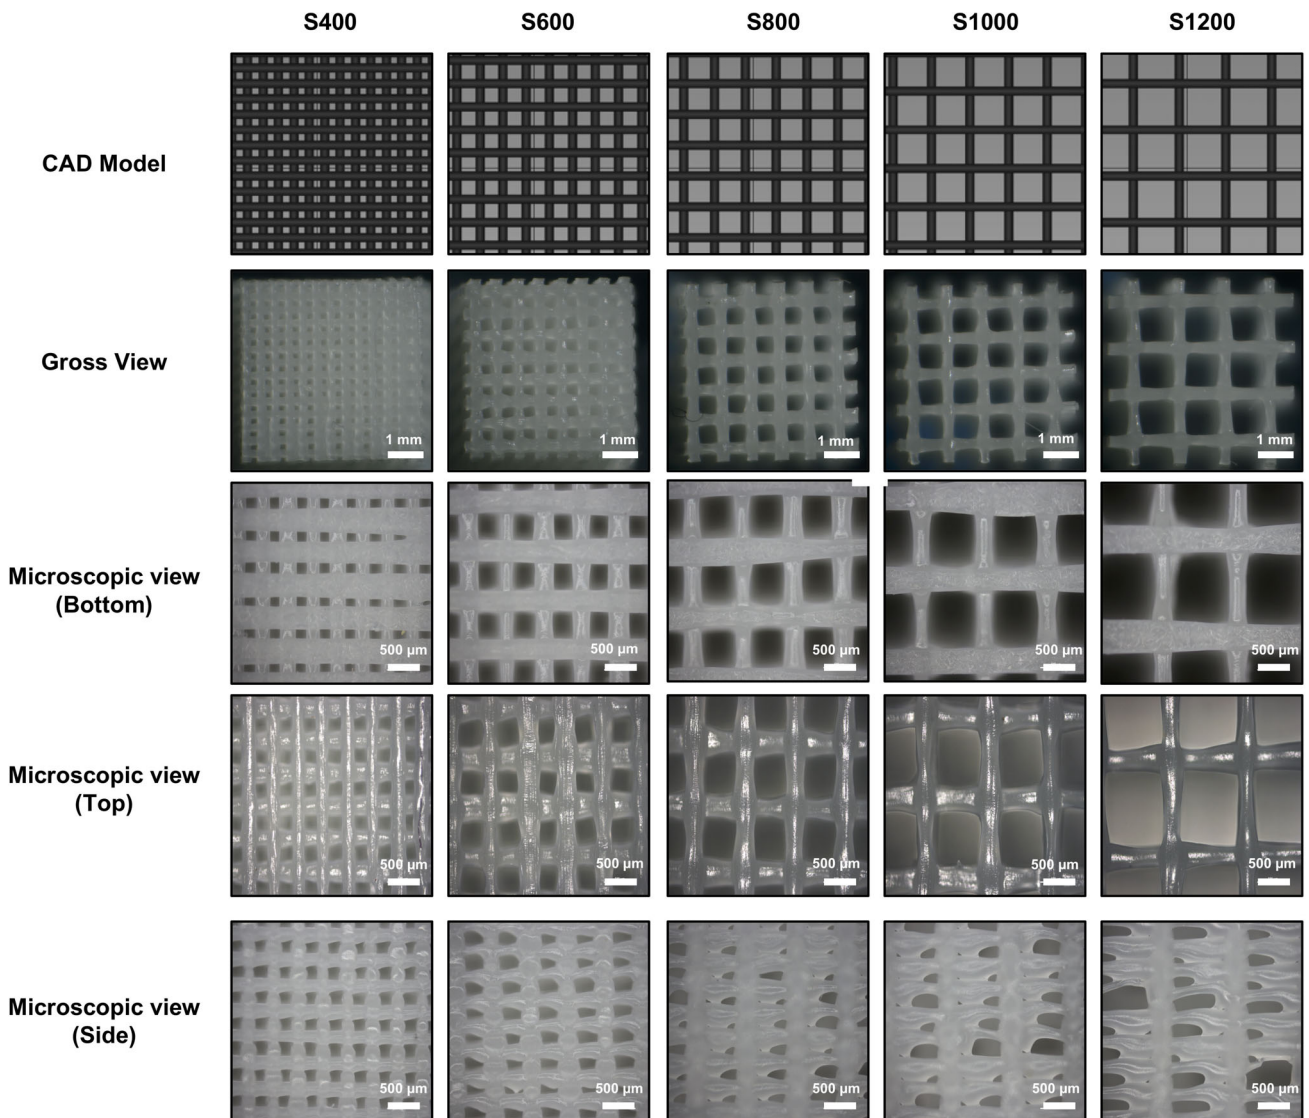 S400 S600 S800 S1000 S1200
CAD Model
Gross View
1 mm 1 mm 1 mm 1 mm 1 mm
Microscopic view
(Bottom)
500 µm 500 µm 500 µm 500 µm 500 µm
Microscopic view
(Top)
500 µm 500 µm 500 µm 500 µm 500 µm
Microscopic view
(Side)
500 µm 500 µm 500 µm 500 µm 500 µm